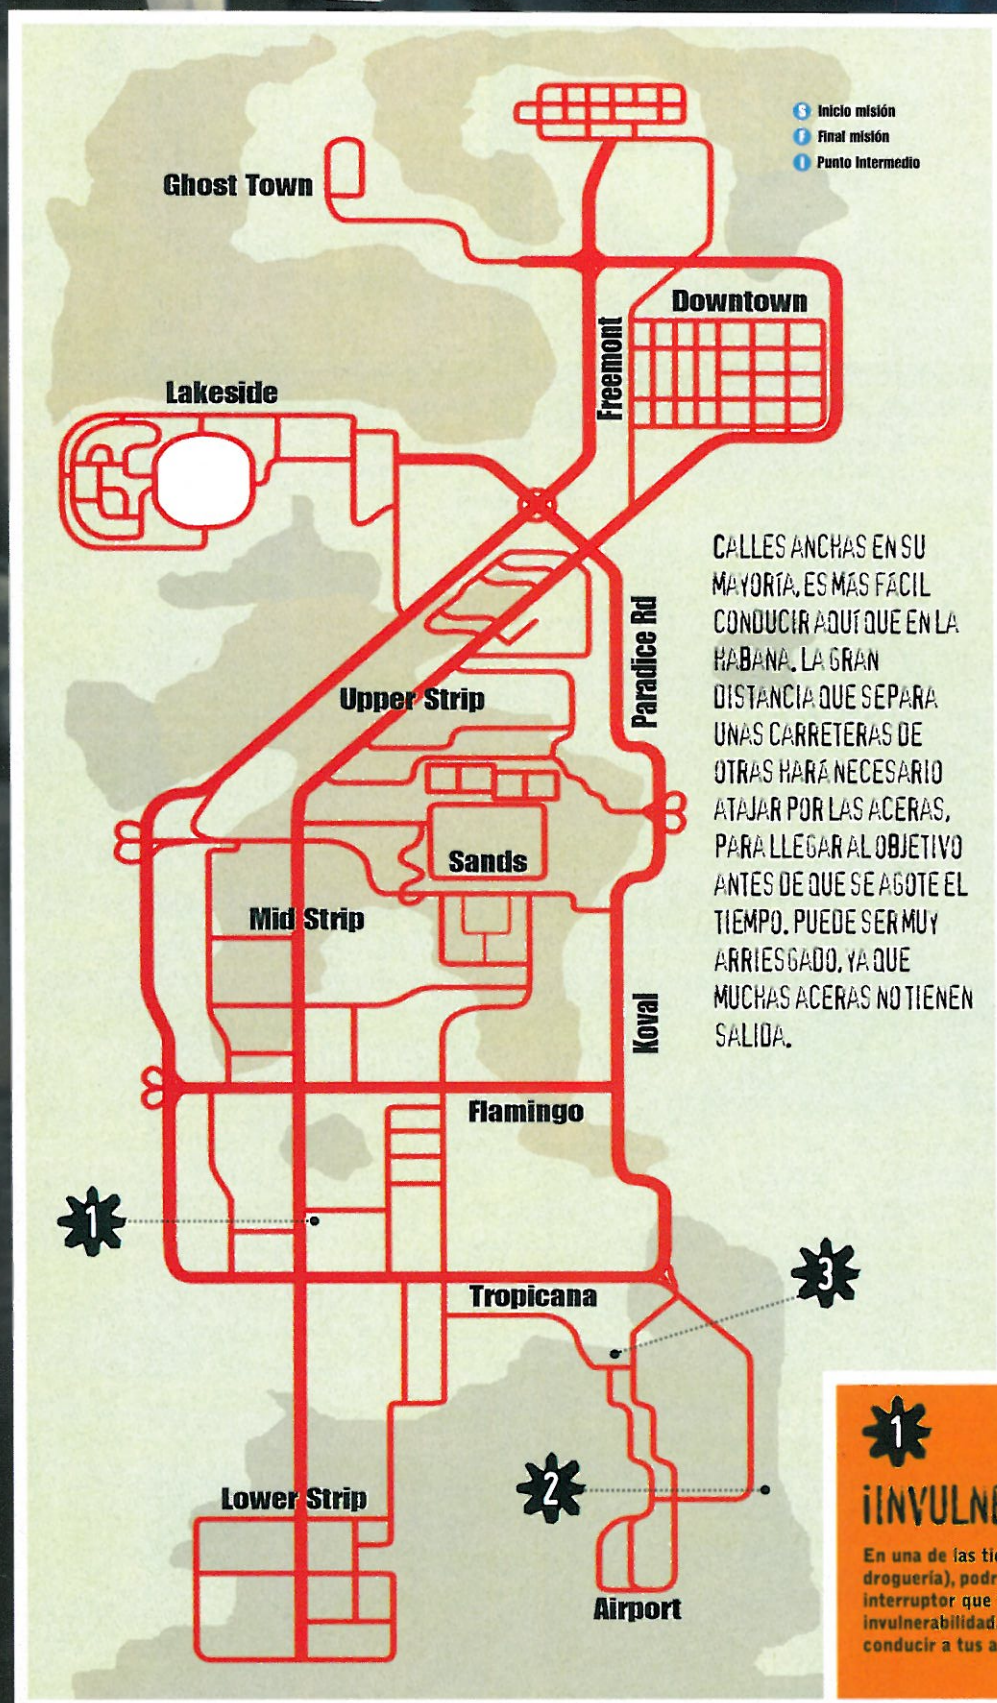 S Inicio misión
F Final misión
I Punto Intermedio
Ghost Town
Downtown
Freemont
Lakeside
CALLES ANCHAS EN SU
MAYORÍA, ES MÁS FÁCIL
CONDUCIR AQUÍ QUE EN LA
HABANA. LA GRAN
DISTANCIA QUE SEPARA
UNAS CARRETERAS DE
OTRAS HARÁ NECESARIO
ATAJAR POR LAS ACERAS,
PARA LLEGAR AL OBJETIVO
ANTES DE QUE SE AGOTE EL
TIEMPO. PUEDE SER MUY
ARRIESGADO, YA QUE
MUCHAS ACERAS NO TIENEN
SALIDA.
Paradice Rd
Upper Strip
Sands
Mid Strip
Koval
Flamingo
1
3
Tropicana
2
Lower Strip
Airport
1
¡INVULN
En una de las
droguería), podr
interruptor que
invulnerabilidad
conducir a tus